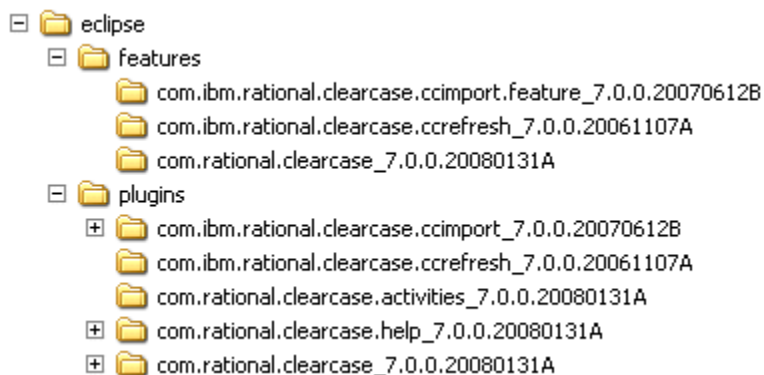 eclipse
features
com.ibm.rational.clearcase.ccimport.feature_7.0.0.20070612B
com.ibm.rational.clearcase.ccrefresh_7.0.0.20061107A
com.rational.clearcase_7.0.0.20080131A
plugins
com.ibm.rational.clearcase.ccimport_7.0.0.20070612B
com.ibm.rational.clearcase.ccrefresh_7.0.0.20061107A
com.rational.clearcase.activities_7.0.0.20080131A
com.rational.clearcase.help_7.0.0.20080131A
com.rational.clearcase_7.0.0.20080131A